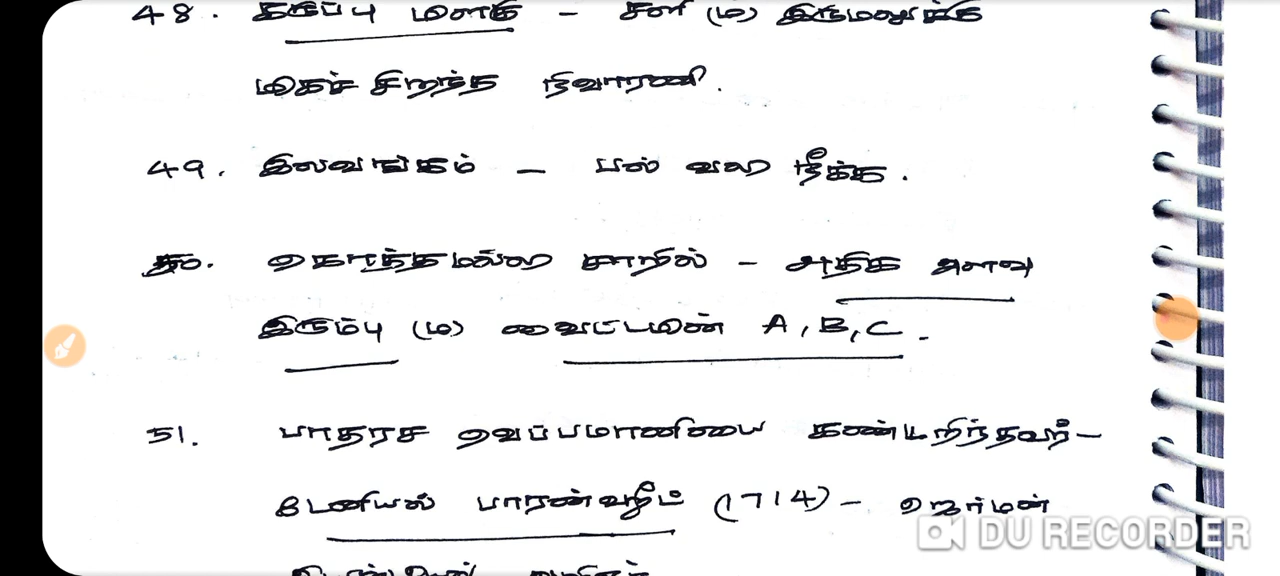 48. கருப்பு மிளகு - சளி (ம) இருமலுக்கு
மிகச் சிறந்த நிவாரணி.
49. இலவங்கம் - பல் வலி நீக்க.
50. கொத்தமல்லி சாறில் - அதிக அளவு
இரும்பு (ம) வைட்டமின் A, B, C.
51. பாதரச வெப்பமானியை கண்டறிந்தவர் -
டேனியல் பாரன்ஹீட் (1714) - ஜெர்மன்
DU RECORDER